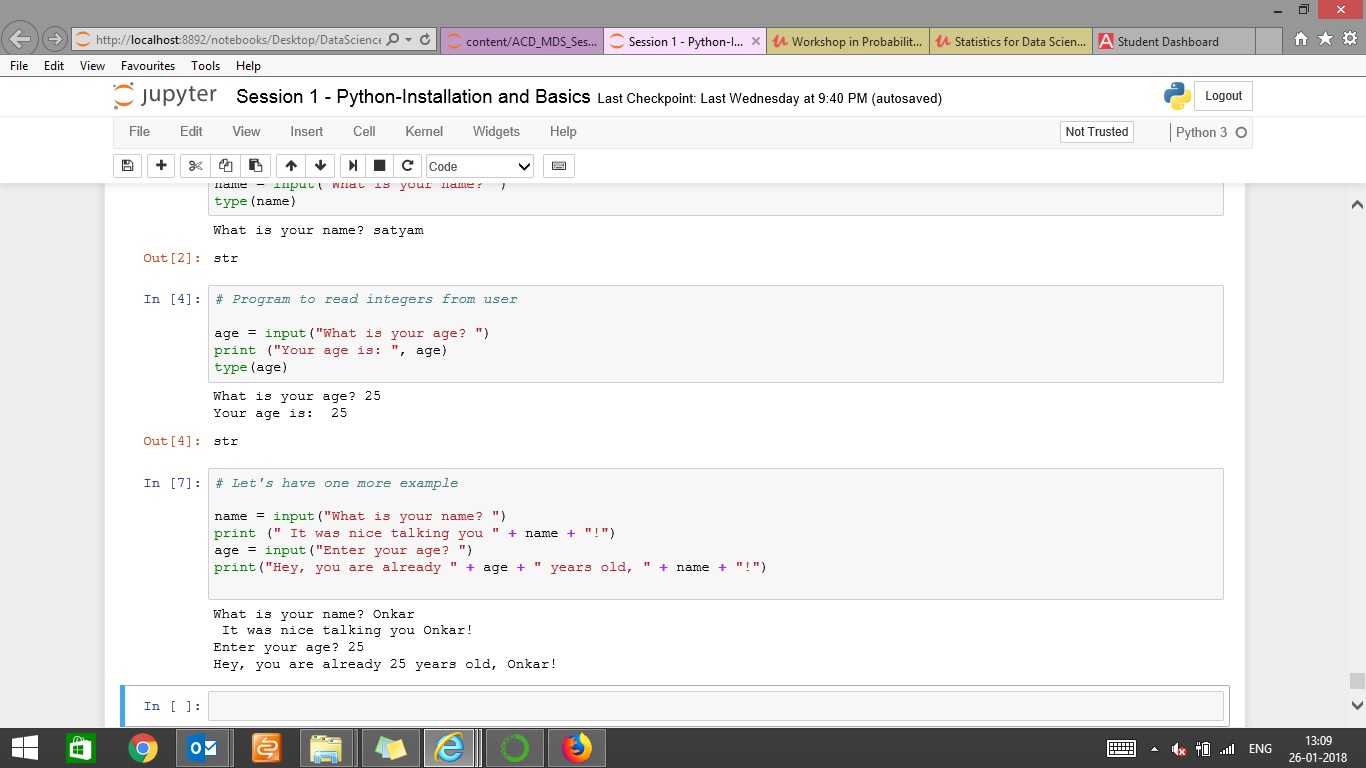 http://localhost:8892/notebooks/Desktop/DataScience
content/ACD_MDS_Ses...
Session 1 - Python-I...
Workshop in Probabilit...
Statistics for Data Scien...
A Student Dashboard
File Edit View Favourites Tools Help
jupyter Session 1 - Python-Installation and Basics Last Checkpoint: Last Wednesday at 9:40 PM (autosaved)
Logout
File Edit View Insert Cell Kernel Widgets Help
Not Trusted
Python 3
Code
name = input("What is your name? ")
type(name)
What is your name? satyam
Out[2]: str
In [4]: # Program to read integers from user
age = input("What is your age? ")
print ("Your age is: ", age)
type(age)
What is your age? 25
Your age is:  25
Out[4]: str
In [7]: # Let's have one more example
name = input("What is your name? ")
print (" It was nice talking you " + name + "!")
age = input("Enter your age? ")
print("Hey, you are already " + age + " years old, " + name + "!")
What is your name? Onkar
 It was nice talking you Onkar!
Enter your age? 25
Hey, you are already 25 years old, Onkar!
In [ ]:
ENG
13:09
26-01-2018